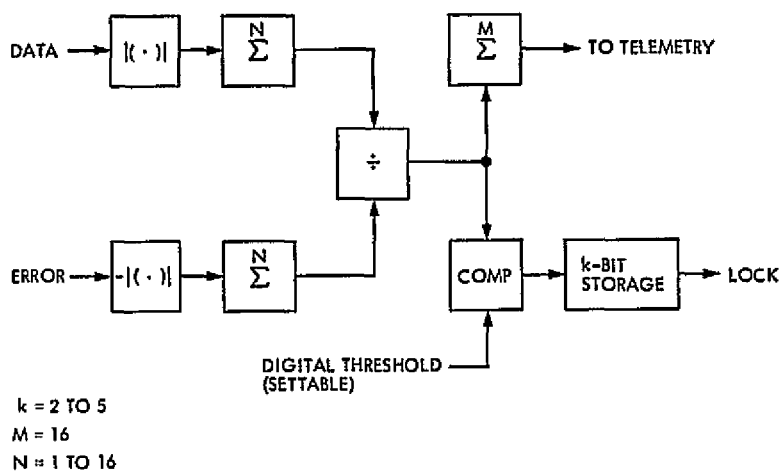 DATA
|(·)|
N
Σ
M
Σ
TO TELEMETRY
÷
ERROR
-|(·)|
N
Σ
COMP
k-BIT
STORAGE
LOCK
DIGITAL THRESHOLD
(SETTABLE)
k = 2 TO 5
M = 16
N = 1 TO 16